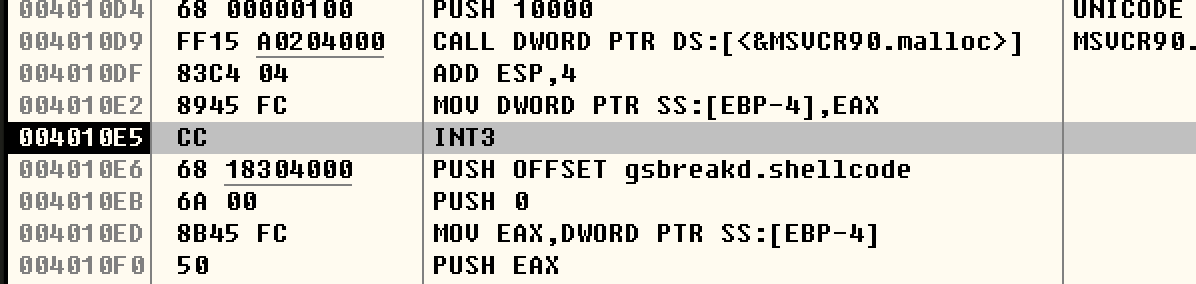 004010D4 68 00000100 PUSH 10000 UNICODE
004010D9 FF15 A0204000 CALL DWORD PTR DS:[<&MSVCR90.malloc>] MSVCR90.
004010DF 83C4 04 ADD ESP,4
004010E2 8945 FC MOV DWORD PTR SS:[EBP-4],EAX
004010E5 CC INT3
004010E6 68 18304000 PUSH OFFSET gsbreakd.shellcode
004010EB 6A 00 PUSH 0
004010ED 8B45 FC MOV EAX,DWORD PTR SS:[EBP-4]
004010F0 50 PUSH EAX